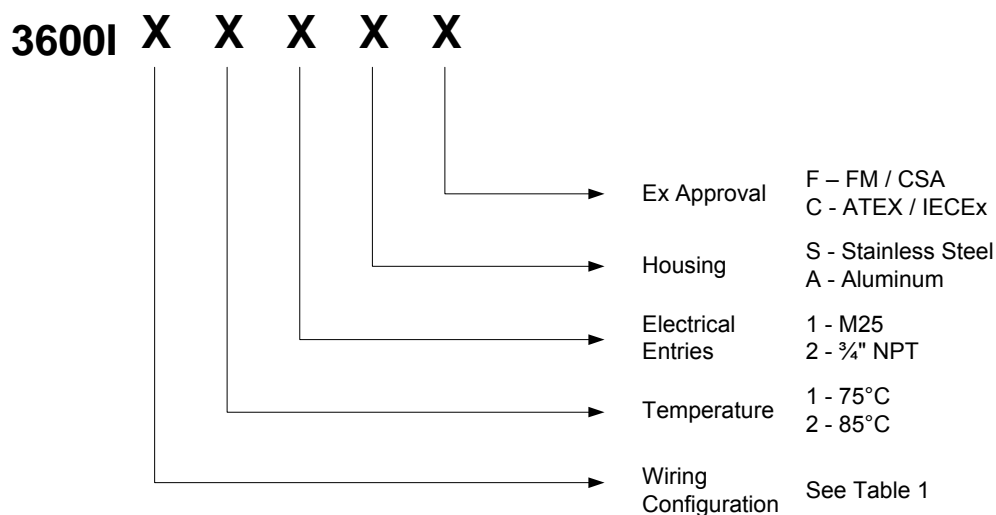 3600I X X X X X
Ex Approval
F – FM / CSA
C - ATEX / IECEx
Housing
S - Stainless Steel
A - Aluminum
Electrical
Entries
1 - M25
2 - ¾" NPT
Temperature
1 - 75°C
2 - 85°C
Wiring
Configuration
See Table 1